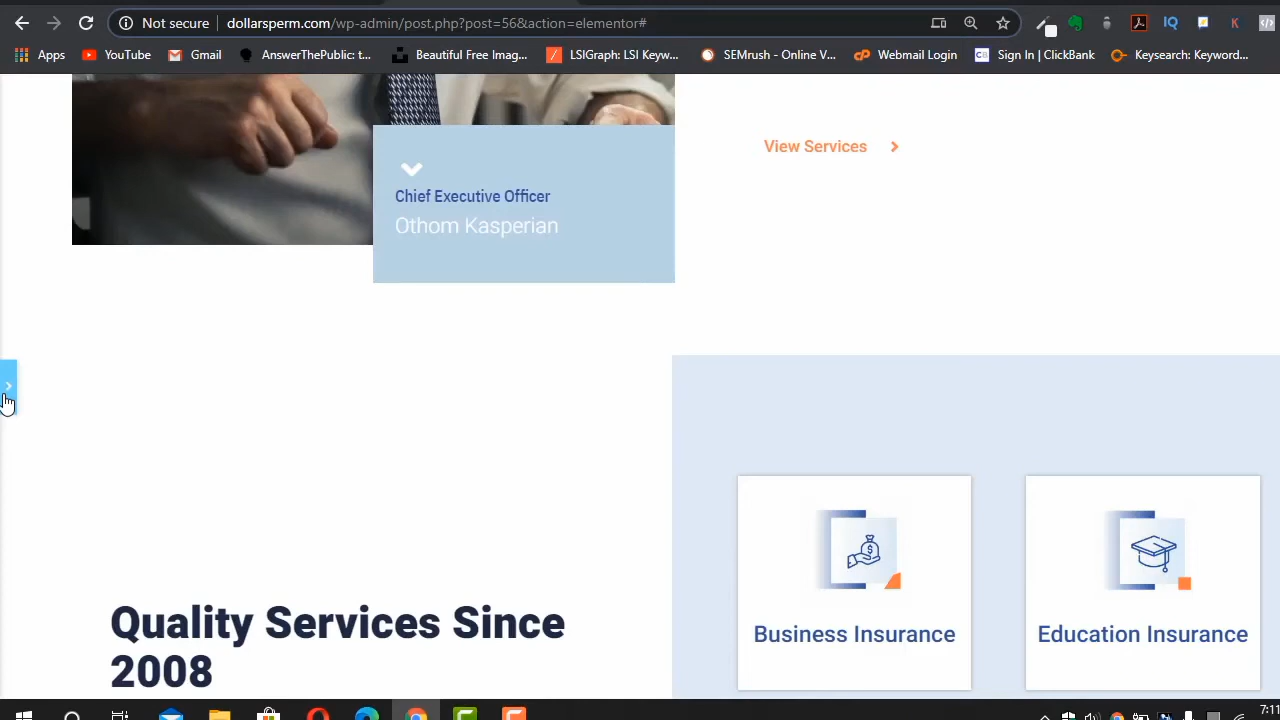 Not secure
dollarsperm.com/wp-admin/post.php?post=56&action=elementor#
Apps YouTube Gmail AnswerThePublic: t... Beautiful Free Imag... LSIGraph: LSI Keyw... SEMrush - Online V... Webmail Login Sign In | ClickBank Keysearch: Keyword...
View Services
Chief Executive Officer
Othom Kasperian
Quality Services Since
2008
Business Insurance
Education Insurance
7:11